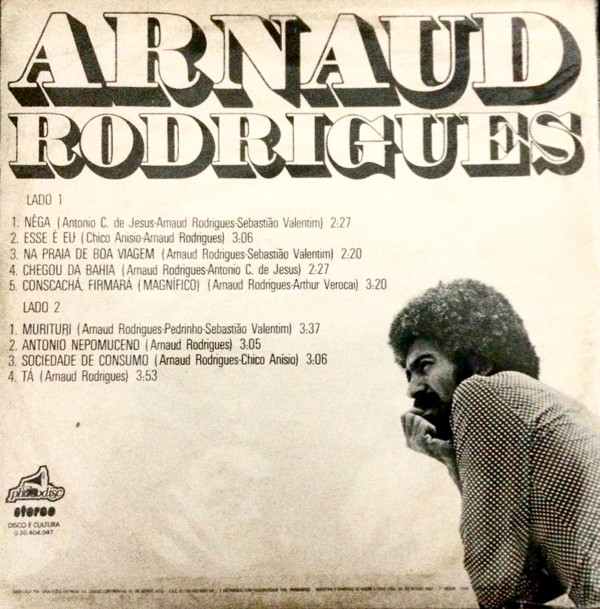 ARNAUD
RODRIGUES
LADO 1
1. NÊGA (Antonio C. de Jesus-Arnaud Rodrigues-Sebastião Valentim) 2:27
2. ESSE É EU (Chico Anisio-Arnaud Rodrigues) 3:06
3. NA PRAIA DE BOA VIAGEM (Arnaud Rodrigues-Sebastião Valentim) 2:20
4. CHEGOU DA BAHIA (Arnaud Rodrigues-Antonio C. de Jesus) 2:27
5. CONSCACHÁ, FIRMARÁ (MAGNÍFICO) (Arnaud Rodrigues-Arthur Verocai) 3:20
LADO 2
1. MURITURI (Arnaud Rodrigues-Pedrinho-Sebastião Valentim) 3:37
2. ANTONIO NEPOMUCENO (Arnaud Rodrigues) 3:05
3. SOCIEDADE DE CONSUMO (Arnaud Rodrigues-Chico Anísio) 3:06
4. TÁ (Arnaud Rodrigues) 3:53
phonodisc
stereo
DISCO É CULTURA
0.30.404.047